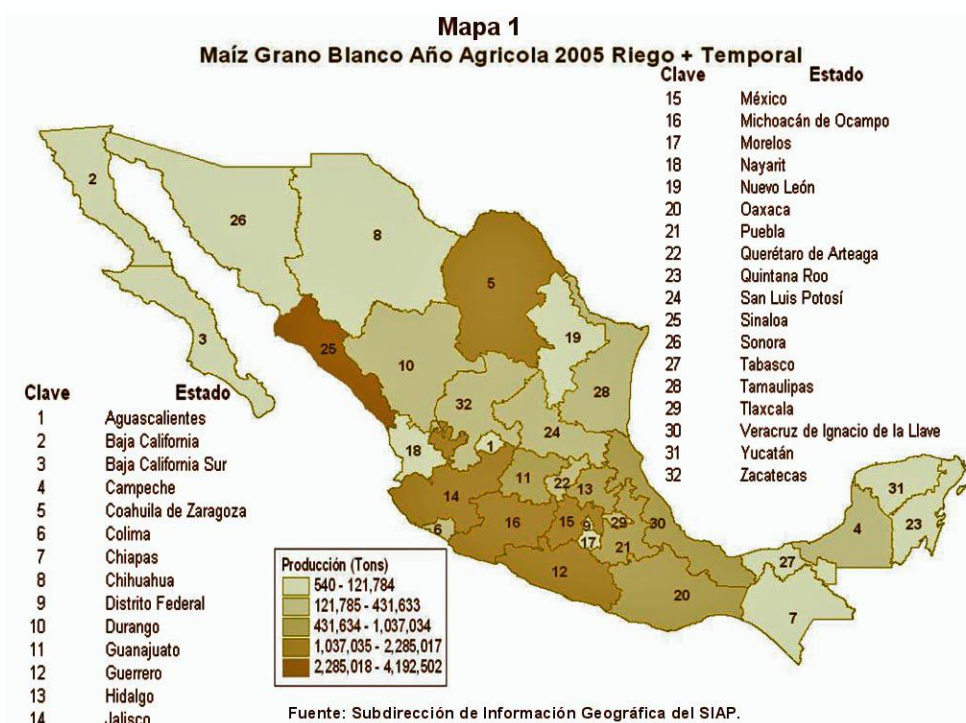 Mapa 1
Maíz Grano Blanco Año Agricola 2005 Riego + Temporal
Clave Estado
15 México
16 Michoacán de Ocampo
17 Morelos
18 Nayarit
19 Nuevo León
20 Oaxaca
21 Puebla
22 Querétaro de Arteaga
23 Quintana Roo
24 San Luis Potosí
25 Sinaloa
26 Sonora
27 Tabasco
28 Tamaulipas
29 Tlaxcala
30 Veracruz de Ignacio de la Llave
31 Yucatán
32 Zacatecas
2
26
8
5
3
25
10
19
28
32
24
18
1
14
11
22
13
6
16
15
9
29
30
17
21
12
20
31
4
23
27
7
Clave Estado
1 Aguascalientes
2 Baja California
3 Baja California Sur
4 Campeche
5 Coahuila de Zaragoza
6 Colima
7 Chiapas
8 Chihuahua
9 Distrito Federal
10 Durango
11 Guanajuato
12 Guerrero
13 Hidalgo
14 Jalisco
Producción (Tons)
540 - 121,784
121,785 - 431,633
431,634 - 1,037,034
1,037,035 - 2,285,017
2,285,018 - 4,192,502
Fuente: Subdirección de Información Geográfica del SIAP.